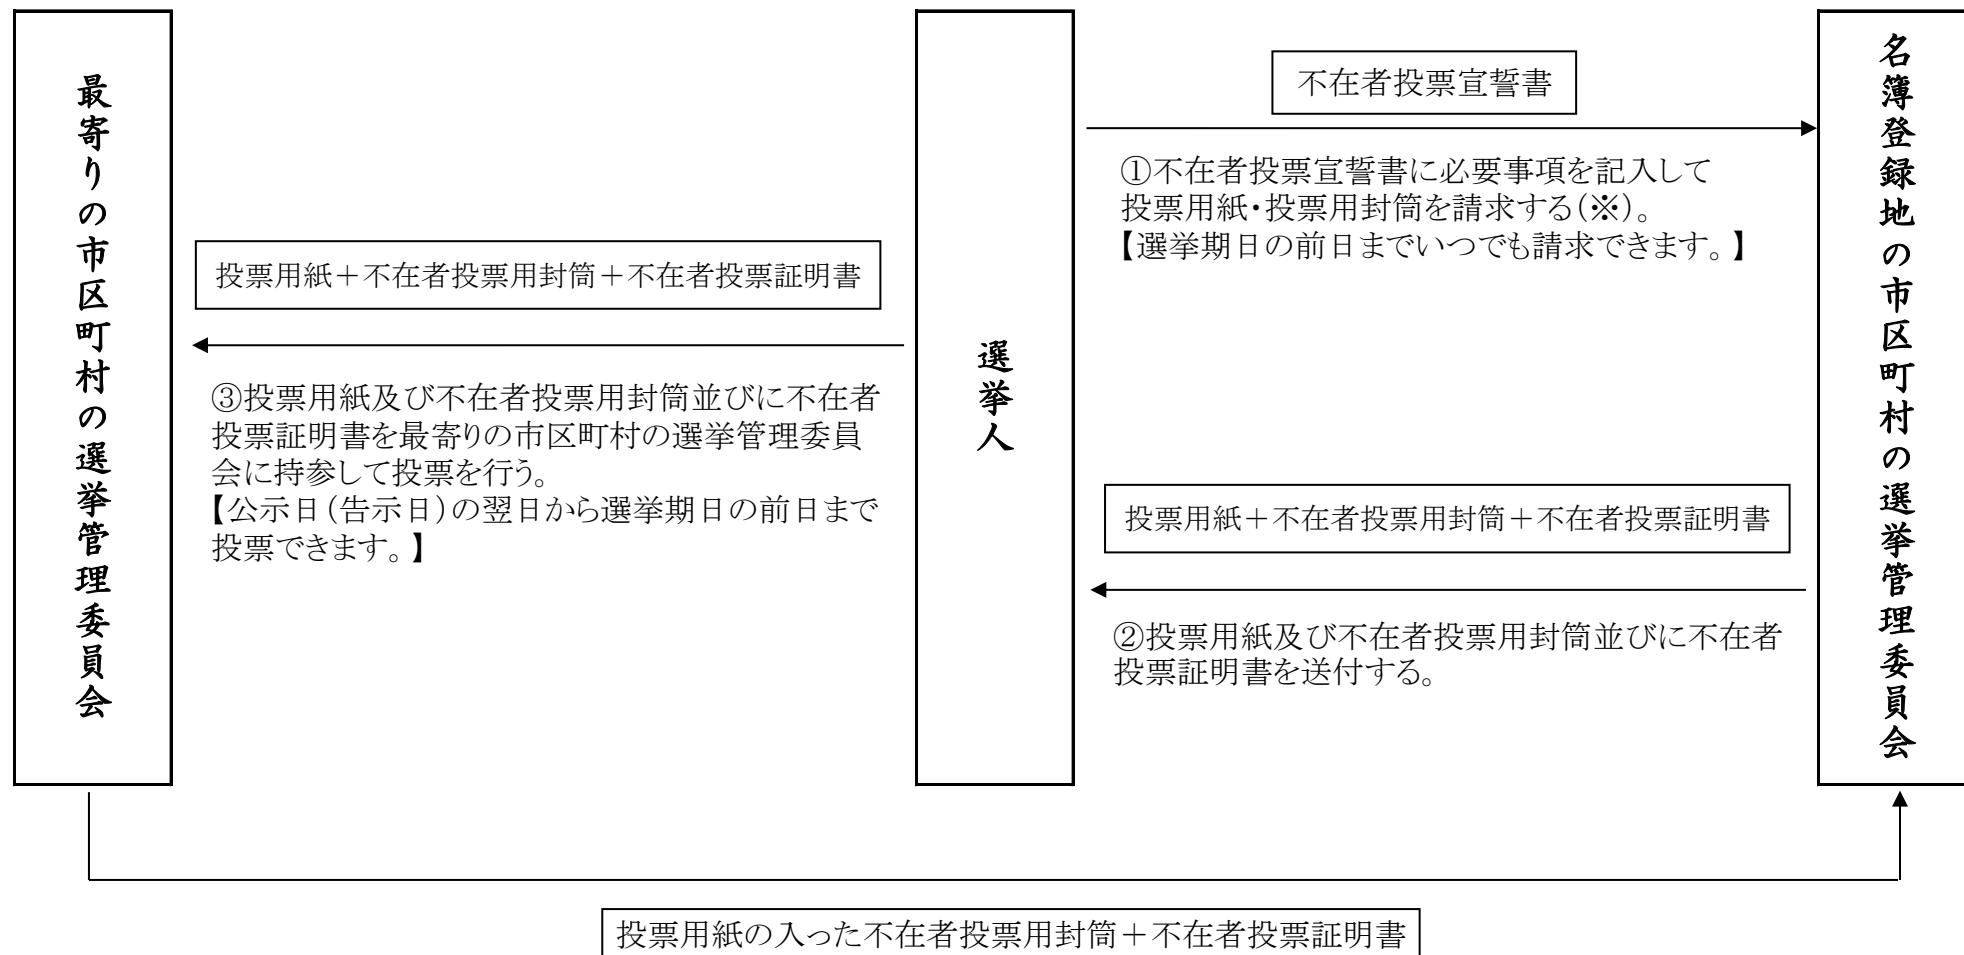 最寄りの市区町村の選挙管理委員会
投票用紙＋不在者投票用封筒＋不在者投票証明書
③投票用紙及び不在者投票用封筒並びに不在者
投票証明書を最寄りの市区町村の選挙管理委員
会に持参して投票を行う。
【公示日（告示日）の翌日から選挙期日の前日まで
投票できます。】
選挙人
不在者投票宣誓書
①不在者投票宣誓書に必要事項を記入して
投票用紙・投票用封筒を請求する（※）。
【選挙期日の前日までいつでも請求できます。】
投票用紙＋不在者投票用封筒＋不在者投票証明書
②投票用紙及び不在者投票用封筒並びに不在者
投票証明書を送付する。
名簿登録地の市区町村の選挙管理委員会
投票用紙の入った不在者投票用封筒＋不在者投票証明書